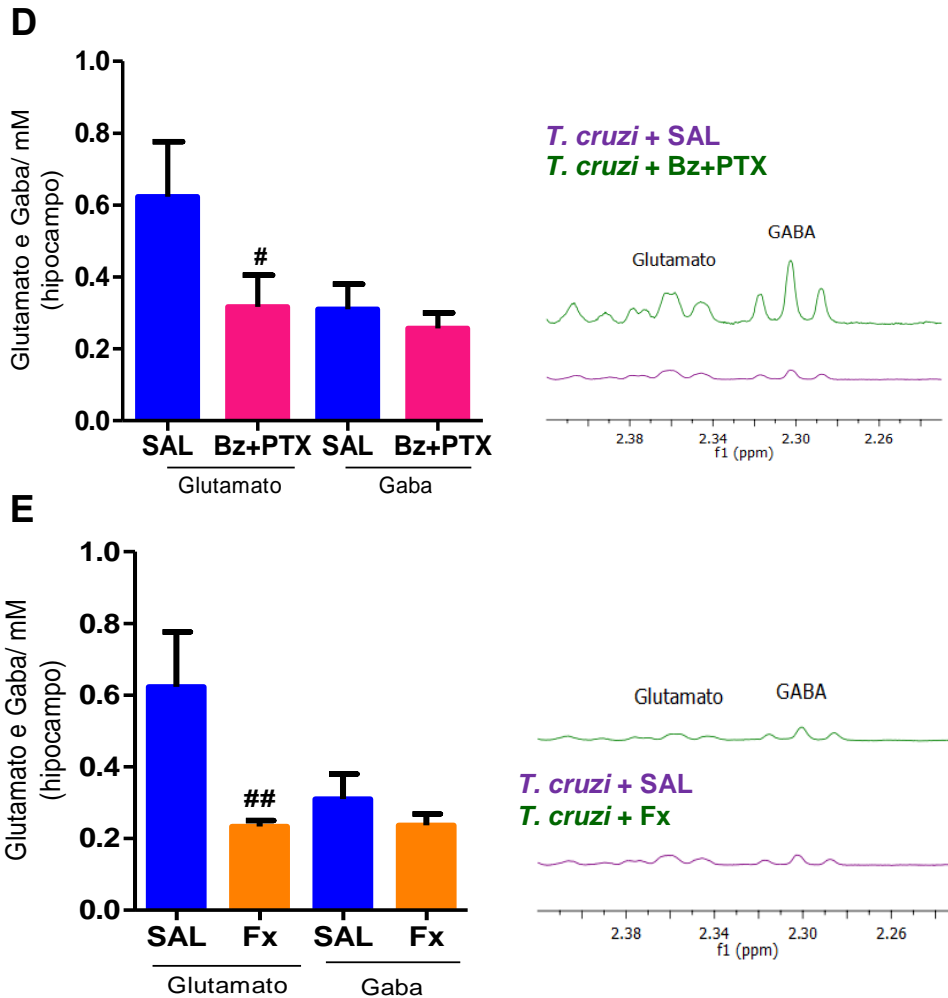 D
Glutamato e Gaba/ mM
(hipocampo)
1.0
0.8
0.6
0.4
0.2
0.0
#
SAL Bz+PTX SAL Bz+PTX
Glutamato Gaba
T. cruzi + SAL
T. cruzi + Bz+PTX
Glutamato GABA
2.38 2.34 2.30 2.26
f1 (ppm)
E
Glutamato e Gaba/ mM
(hipocampo)
1.0
0.8
0.6
0.4
0.2
0.0
##
SAL Fx SAL Fx
Glutamato Gaba
Glutamato GABA
T. cruzi + SAL
T. cruzi + Fx
2.38 2.34 2.30 2.26
f1 (ppm)